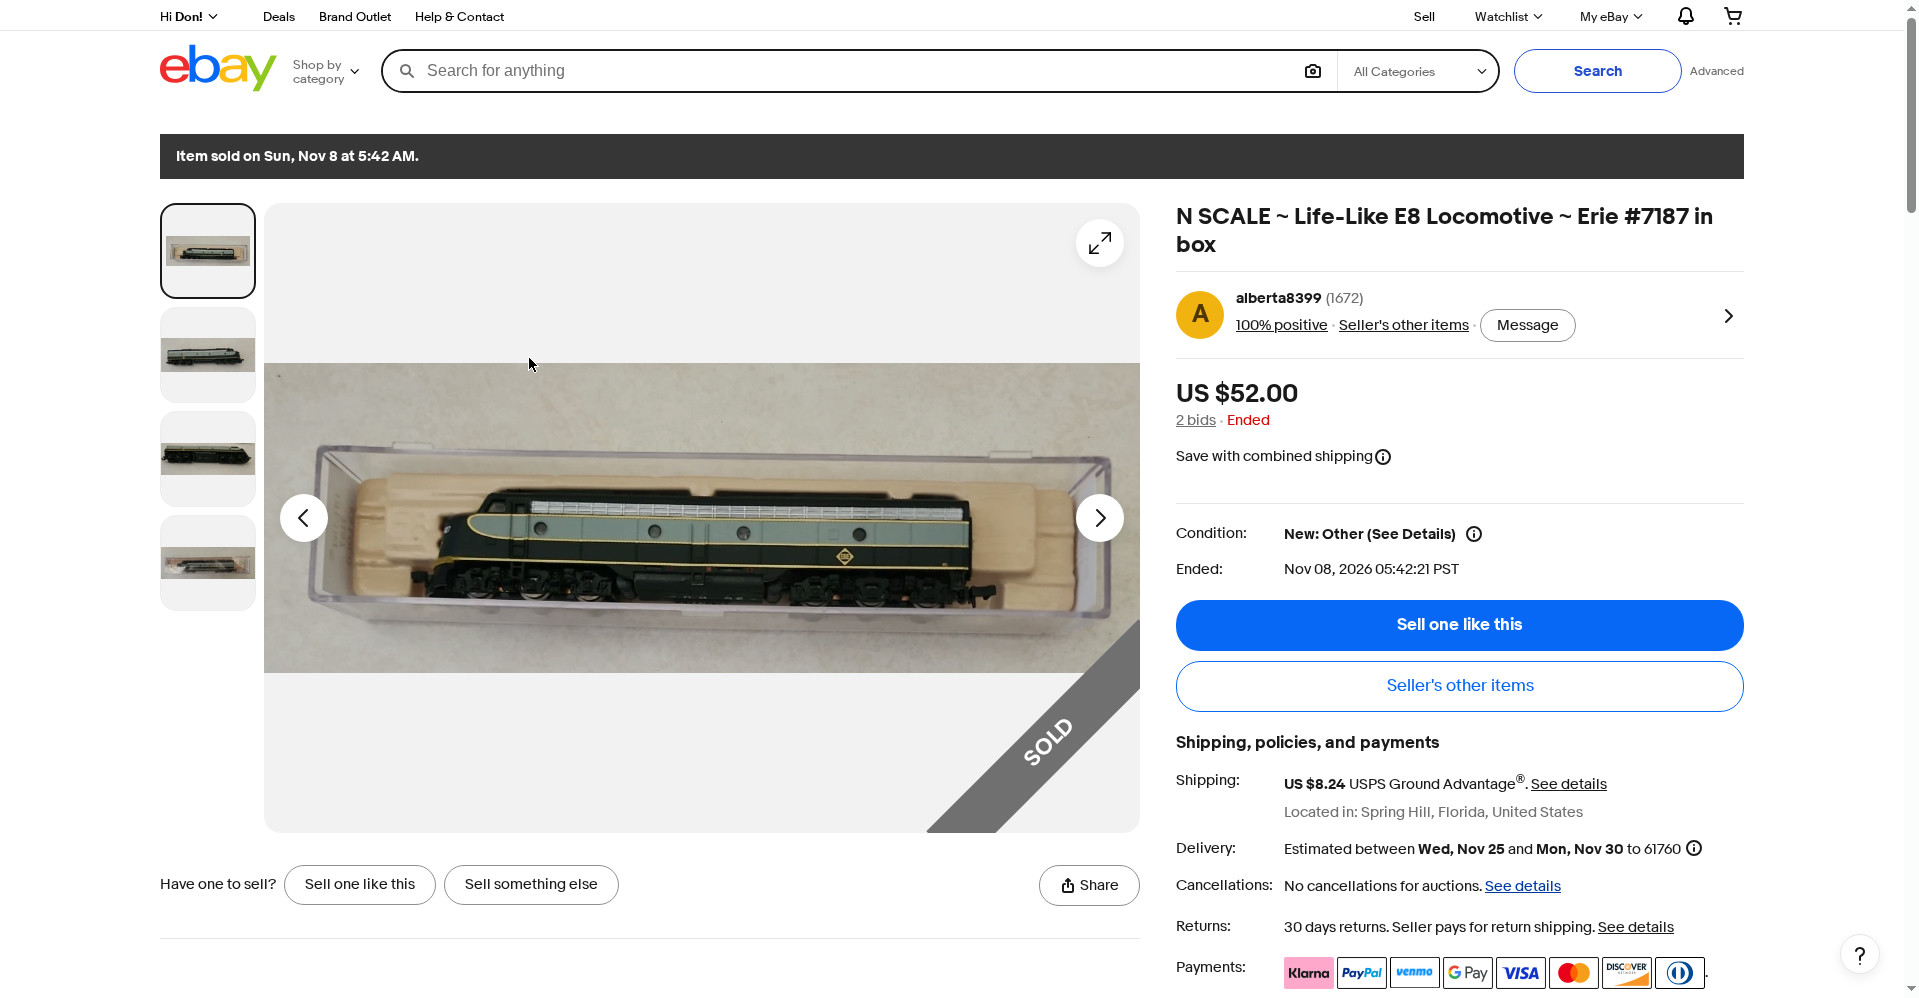 Hi Don!
Deals
Brand Outlet
Help & Contact
Sell
Watchlist
My eBay
ebay
Shop by category
Search for anything
All Categories
Search
Advanced
Item sold on Sun, Nov 8 at 5:42 AM.
SOLD
Have one to sell?
Sell one like this
Sell something else
Share
N SCALE ~ Life-Like E8 Locomotive ~ Erie #7187 in
box
A
alberta8399 (1672)
100% positive · Seller's other items · Message
US $52.00
2 bids · Ended
Save with combined shipping
Condition: New: Other (See Details)
Ended: Nov 08, 2026 05:42:21 PST
Sell one like this
Seller's other items
Shipping, policies, and payments
Shipping: US $8.24 USPS Ground Advantage®. See details
Located in: Spring Hill, Florida, United States
Delivery: Estimated between Wed, Nov 25 and Mon, Nov 30 to 61760
Cancellations: No cancellations for auctions. See details
Returns: 30 days returns. Seller pays for return shipping. See details
Payments: Klarna PayPal venmo G Pay VISA DISCOVER
?